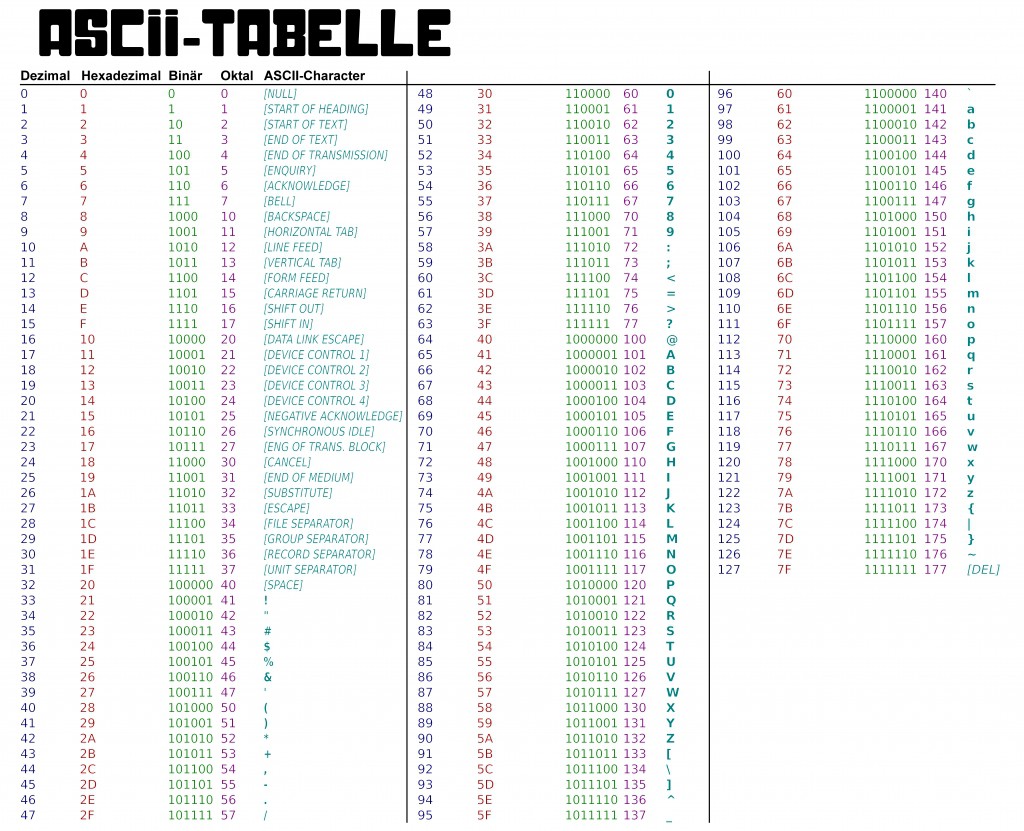 ASCii-TABELLE
Dezimal Hexadezimal Binär Oktal ASCII-Character
0 0 0 0 [NULL] 48 30 110000 60 0 96 60 1100000 140 `
1 1 1 1 [START OF HEADING] 49 31 110001 61 1 97 61 1100001 141 a
2 2 10 2 [START OF TEXT] 50 32 110010 62 2 98 62 1100010 142 b
3 3 11 3 [END OF TEXT] 51 33 110011 63 3 99 63 1100011 143 c
4 4 100 4 [END OF TRANSMISSION] 52 34 110100 64 4 100 64 1100100 144 d
5 5 101 5 [ENQUIRY] 53 35 110101 65 5 101 65 1100101 145 e
6 6 110 6 [ACKNOWLEDGE] 54 36 110110 66 6 102 66 1100110 146 f
7 7 111 7 [BELL] 55 37 110111 67 7 103 67 1100111 147 g
8 8 1000 10 [BACKSPACE] 56 38 111000 70 8 104 68 1101000 150 h
9 9 1001 11 [HORIZONTAL TAB] 57 39 111001 71 9 105 69 1101001 151 i
10 A 1010 12 [LINE FEED] 58 3A 111010 72 : 106 6A 1101010 152 j
11 B 1011 13 [VERTICAL TAB] 59 3B 111011 73 ; 107 6B 1101011 153 k
12 C 1100 14 [FORM FEED] 60 3C 111100 74 < 108 6C 1101100 154 l
13 D 1101 15 [CARRIAGE RETURN] 61 3D 111101 75 = 109 6D 1101101 155 m
14 E 1110 16 [SHIFT OUT] 62 3E 111110 76 > 110 6E 1101110 156 n
15 F 1111 17 [SHIFT IN] 63 3F 111111 77 ? 111 6F 1101111 157 o
16 10 10000 20 [DATA LINK ESCAPE] 64 40 1000000 100 @ 112 70 1110000 160 p
17 11 10001 21 [DEVICE CONTROL 1] 65 41 1000001 101 A 113 71 1110001 161 q
18 12 10010 22 [DEVICE CONTROL 2] 66 42 1000010 102 B 114 72 1110010 162 r
19 13 10011 23 [DEVICE CONTROL 3] 67 43 1000011 103 C 115 73 1110011 163 s
20 14 10100 24 [DEVICE CONTROL 4] 68 44 1000100 104 D 116 74 1110100 164 t
21 15 10101 25 [NEGATIVE ACKNOWLEDGE] 69 45 1000101 105 E 117 75 1110101 165 u
22 16 10110 26 [SYNCHRONOUS IDLE] 70 46 1000110 106 F 118 76 1110110 166 v
23 17 10111 27 [ENG OF TRANS. BLOCK] 71 47 1000111 107 G 119 77 1110111 167 w
24 18 11000 30 [CANCEL] 72 48 1001000 110 H 120 78 1111000 170 x
25 19 11001 31 [END OF MEDIUM] 73 49 1001001 111 I 121 79 1111001 171 y
26 1A 11010 32 [SUBSTITUTE] 74 4A 1001010 112 J 122 7A 1111010 172 z
27 1B 11011 33 [ESCAPE] 75 4B 1001011 113 K 123 7B 1111011 173 {
28 1C 11100 34 [FILE SEPARATOR] 76 4C 1001100 114 L 124 7C 1111100 174 |
29 1D 11101 35 [GROUP SEPARATOR] 77 4D 1001101 115 M 125 7D 1111101 175 }
30 1E 11110 36 [RECORD SEPARATOR] 78 4E 1001110 116 N 126 7E 1111110 176 ~
31 1F 11111 37 [UNIT SEPARATOR] 79 4F 1001111 117 O 127 7F 1111111 177 [DEL]
32 20 100000 40 [SPACE] 80 50 1010000 120 P
33 21 100001 41 ! 81 51 1010001 121 Q
34 22 100010 42 " 82 52 1010010 122 R
35 23 100011 43 # 83 53 1010011 123 S
36 24 100100 44 $ 84 54 1010100 124 T
37 25 100101 45 % 85 55 1010101 125 U
38 26 100110 46 & 86 56 1010110 126 V
39 27 100111 47 ' 87 57 1010111 127 W
40 28 101000 50 ( 88 58 1011000 130 X
41 29 101001 51 ) 89 59 1011001 131 Y
42 2A 101010 52 * 90 5A 1011010 132 Z
43 2B 101011 53 + 91 5B 1011011 133 [
44 2C 101100 54 , 92 5C 1011100 134 \
45 2D 101101 55 - 93 5D 1011101 135 ]
46 2E 101110 56 . 94 5E 1011110 136 ^
47 2F 101111 57 / 95 5F 1011111 137 _